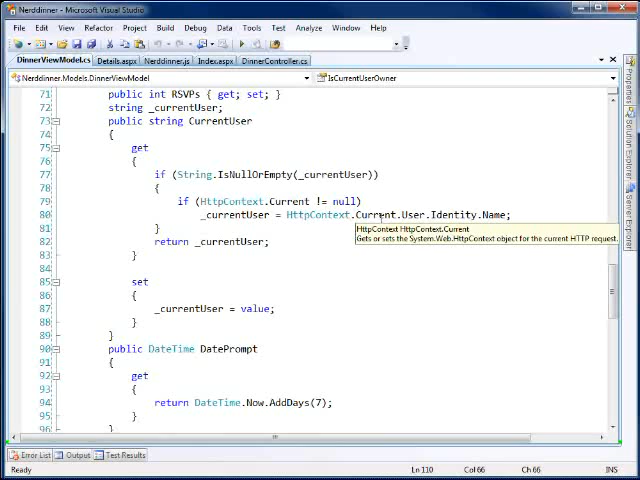 Nerddinner - Microsoft Visual Studio
File Edit View Refactor Project Build Debug Data Tools Test Analyze Window Help
DinnerViewModel.cs Details.aspx Nerddinner.js Index.aspx DinnerController.cs
Nerddinner.Models.DinnerViewModel IsCurrentUserOwner
71 public int RSVPs { get; set; }
72 string _currentUser;
73 public string CurrentUser
74 {
75 get
76 {
77 if (String.IsNullOrEmpty(_currentUser))
78 {
79 if (HttpContext.Current != null)
80 _currentUser = HttpContext.Current.User.Identity.Name;
81 }
82 return _currentUser;
83 }
84
85 set
86 {
87 _currentUser = value;
88 }
89 }
90 public DateTime DatePrompt
91 {
92 get
93 {
94 return DateTime.Now.AddDays(7);
95 }
96 }
HttpContext HttpContext.Current
Gets or sets the System.Web.HttpContext object for the current HTTP request.
Properties
Solution Explorer
Server Explorer
Error List Output Test Results
Ready Ln 110 Col 66 Ch 66 INS